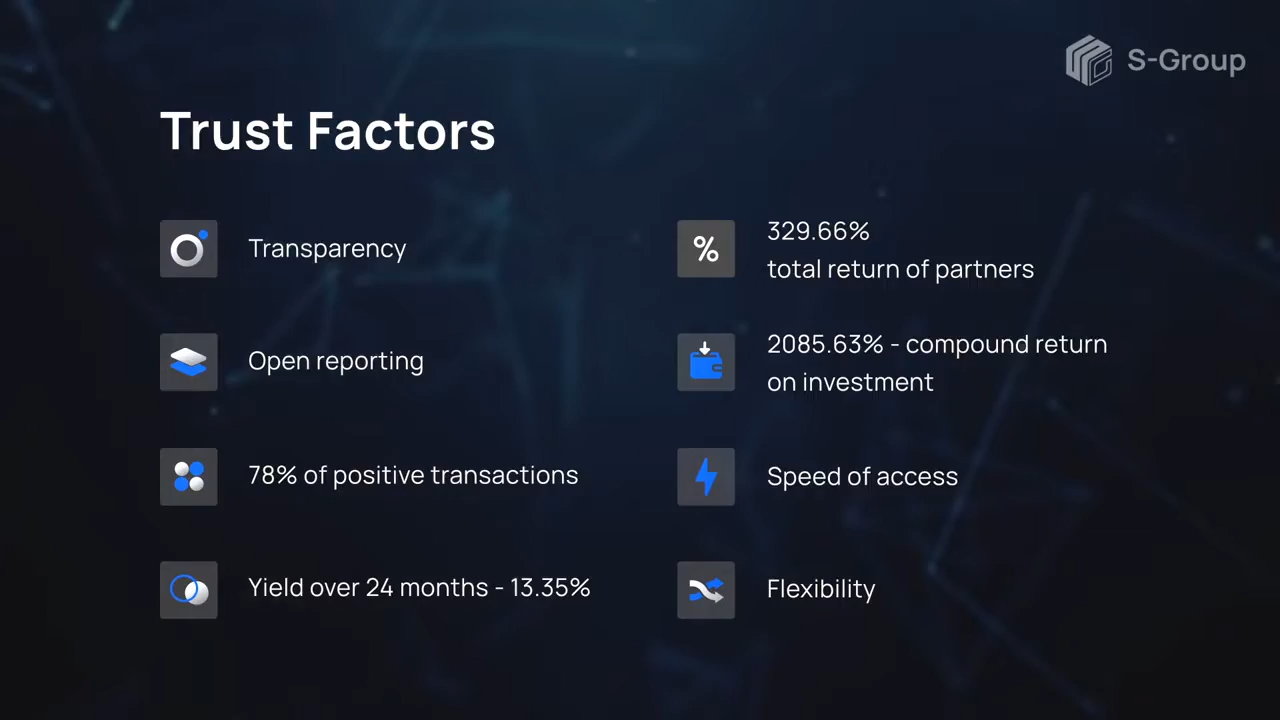 S-Group
Trust Factors
Transparency
Open reporting
78% of positive transactions
Yield over 24 months - 13.35%
%
329.66%
total return of partners
2085.63% - compound return
on investment
Speed of access
Flexibility